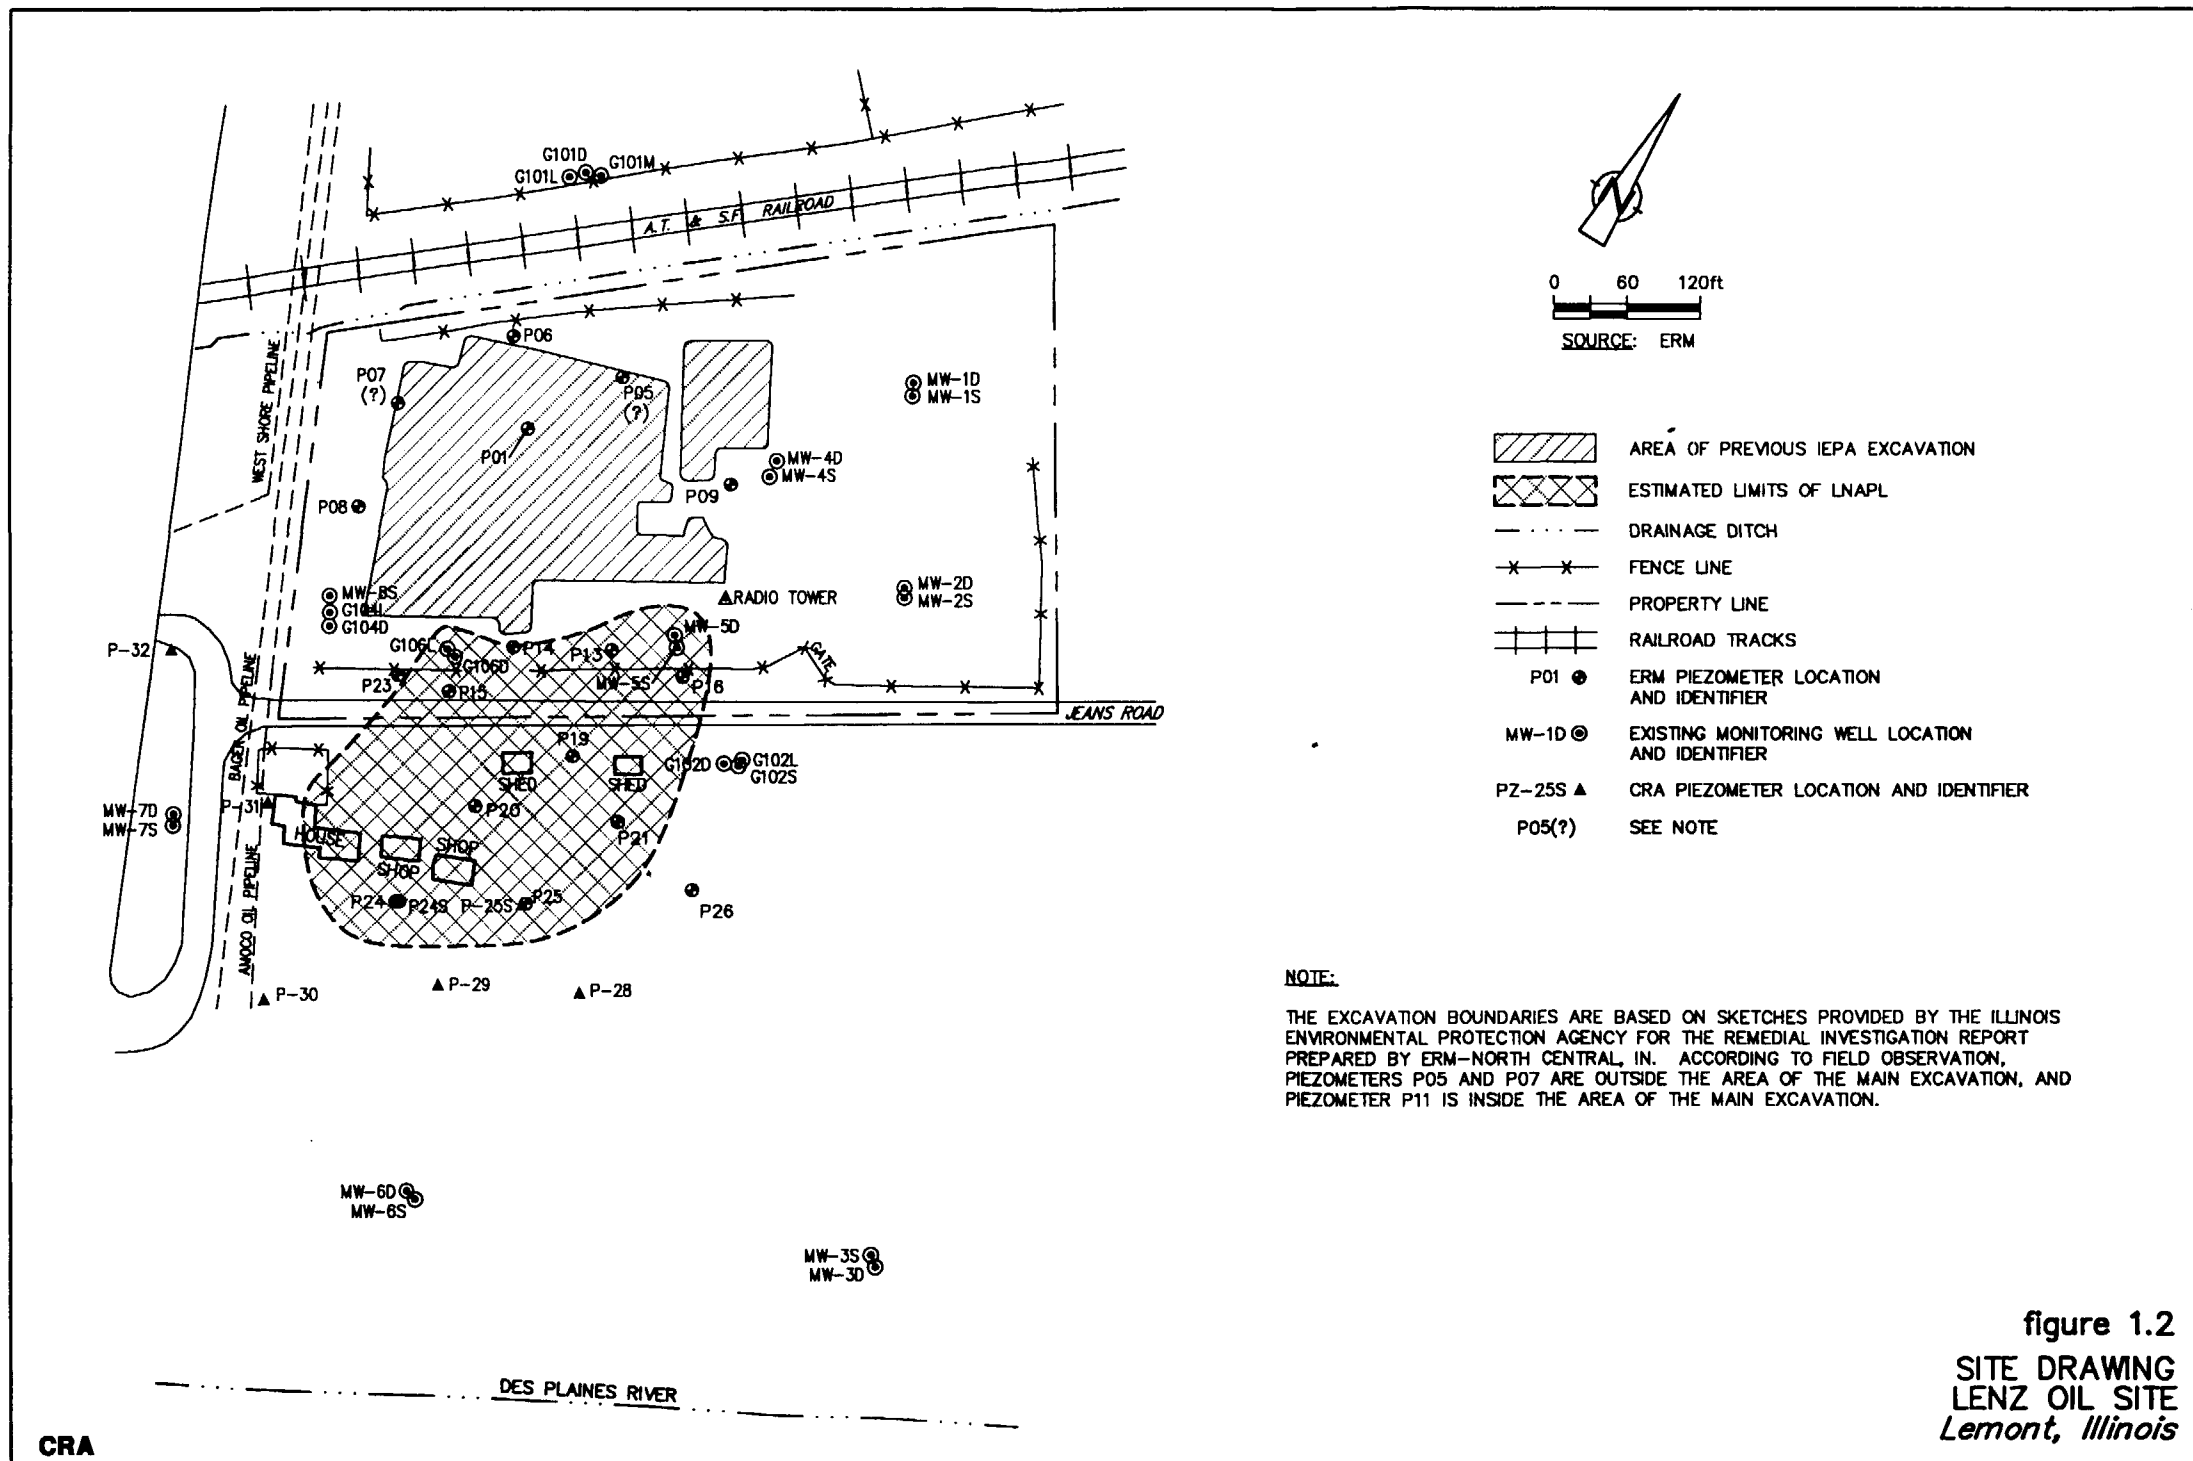 G101D
G101M
G101L
A.T. & S.F. RAILROAD
N
0 60 120ft
SOURCE: ERM
P06
P07
(?)
P05
(?)
P01
WEST SHORE PIPELINE
MW-1D
MW-1S
MW-4D
MW-4S
P09
P08
MW-2D
MW-2S
RADIO TOWER
MW-8S
G104L
G104D
P-32
G106L
G106D
P14
P13
MW-5D
MW-5S
P16
GATE
P23
P15
JEANS ROAD
BADGER OIL PIPELINE
P19
SHED
SHED
G102D
G102L
G102S
P-31
MW-7D
MW-7S
HOUSE
P20
P21
SHOP
SHOP
AMOCO OIL PIPELINE
P24
P24S
P-25S
P25
P26
P-30
P-29
P-28
MW-6D
MW-6S
MW-3S
MW-3D
DES PLAINES RIVER
AREA OF PREVIOUS IEPA EXCAVATION
ESTIMATED LIMITS OF LNAPL
DRAINAGE DITCH
FENCE LINE
PROPERTY LINE
RAILROAD TRACKS
P01 ERM PIEZOMETER LOCATION
AND IDENTIFIER
MW-1D EXISTING MONITORING WELL LOCATION
AND IDENTIFIER
PZ-25S CRA PIEZOMETER LOCATION AND IDENTIFIER
P05(?) SEE NOTE
NOTE:
THE EXCAVATION BOUNDARIES ARE BASED ON SKETCHES PROVIDED BY THE ILLINOIS
ENVIRONMENTAL PROTECTION AGENCY FOR THE REMEDIAL INVESTIGATION REPORT
PREPARED BY ERM-NORTH CENTRAL, IN. ACCORDING TO FIELD OBSERVATION,
PIEZOMETERS P05 AND P07 ARE OUTSIDE THE AREA OF THE MAIN EXCAVATION, AND
PIEZOMETER P11 IS INSIDE THE AREA OF THE MAIN EXCAVATION.
figure 1.2
SITE DRAWING
LENZ OIL SITE
Lemont, Illinois
CRA